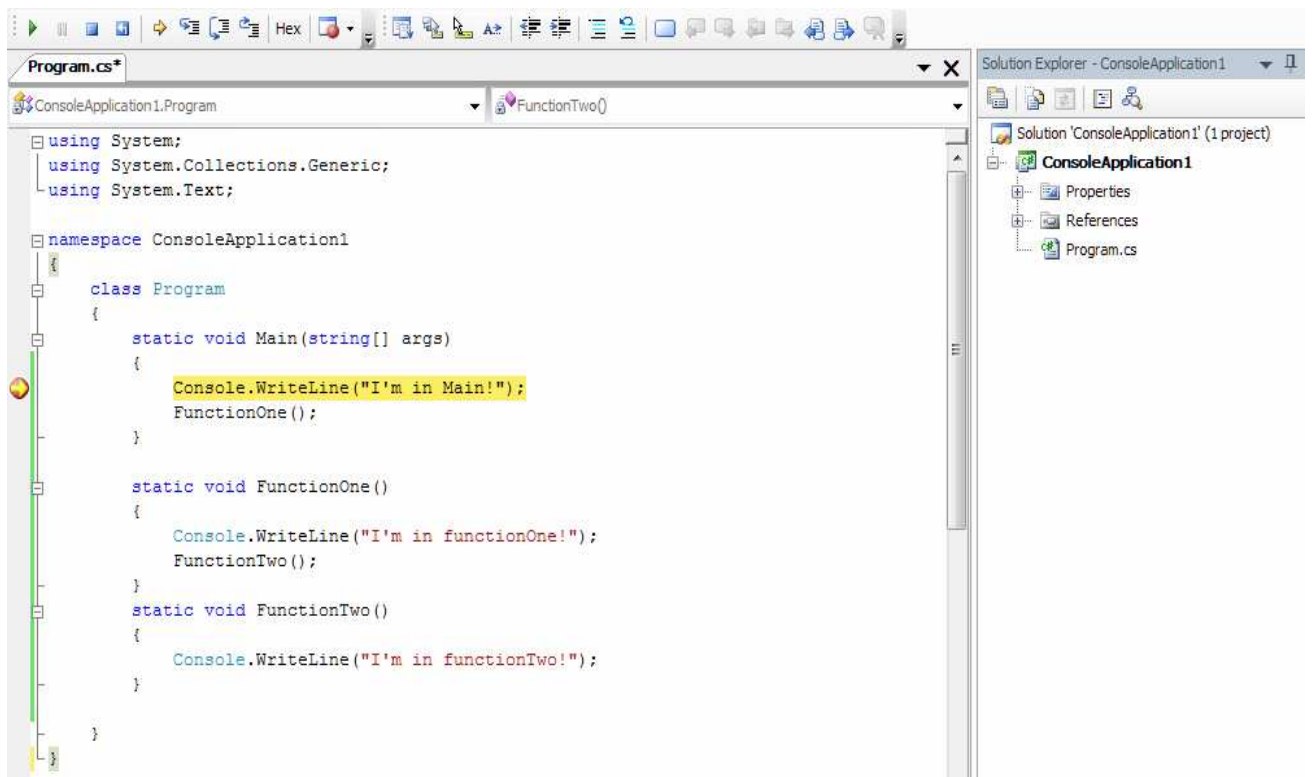 Hex
Program.cs*
Solution Explorer - ConsoleApplication1
ConsoleApplication1.Program
FunctionTwo()
Solution 'ConsoleApplication1' (1 project)
ConsoleApplication1
Properties
References
Program.cs
using System;
using System.Collections.Generic;
using System.Text;
namespace ConsoleApplication1
{
class Program
{
static void Main(string[] args)
{
Console.WriteLine("I'm in Main!");
FunctionOne();
}
static void FunctionOne()
{
Console.WriteLine("I'm in functionOne!");
FunctionTwo();
}
static void FunctionTwo()
{
Console.WriteLine("I'm in functionTwo!");
}
}
}